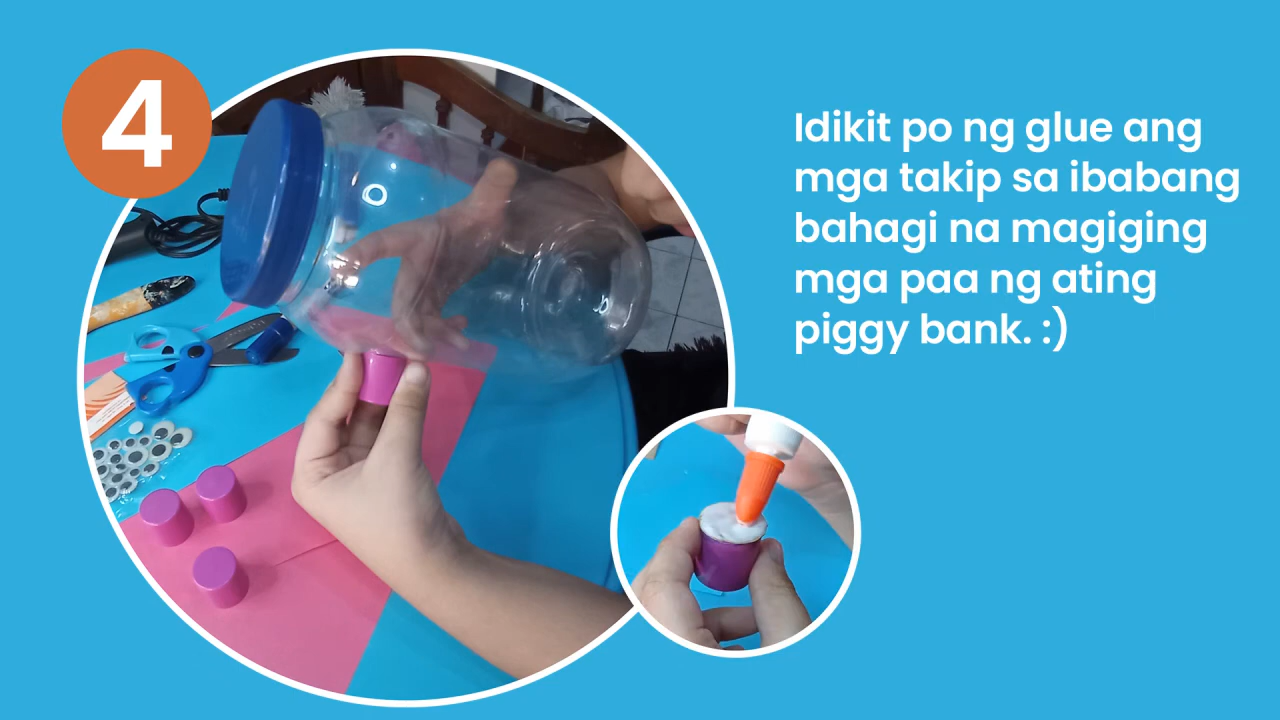 4
Idikit po ng glue ang
mga takip sa ibabang
bahagi na magiging
mga paa ng ating
piggy bank. :)